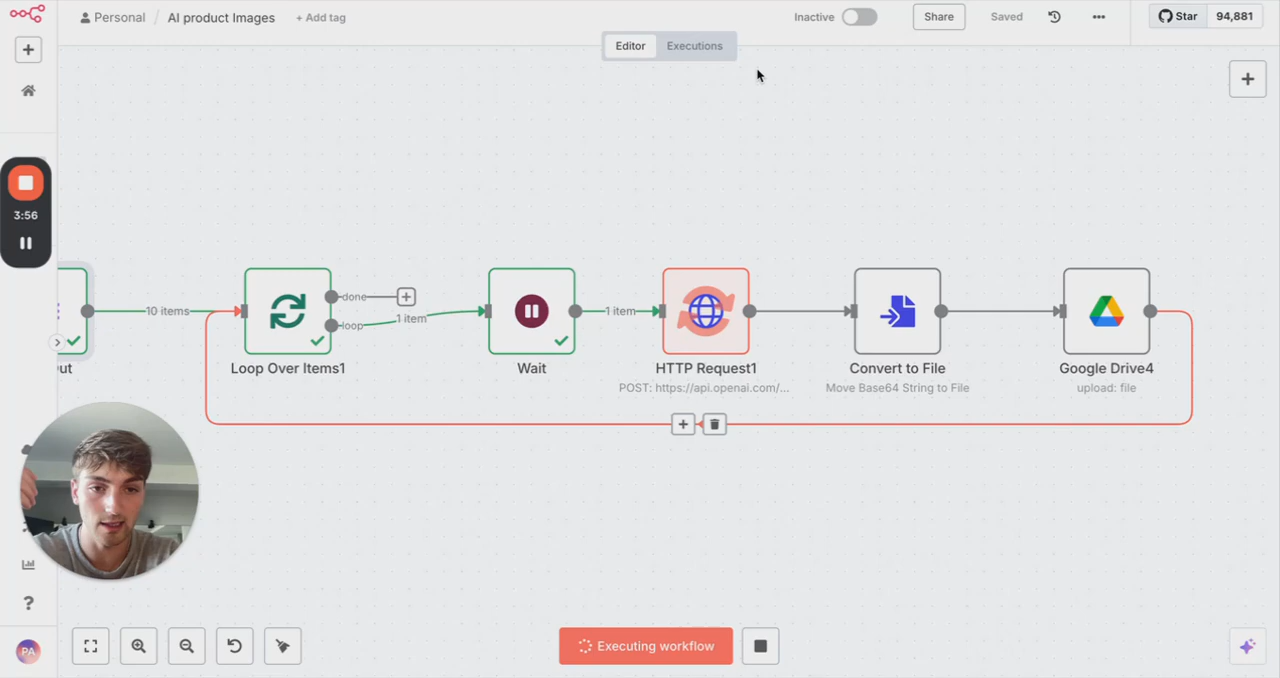 Personal / AI product Images + Add tag
Inactive
Share
Saved
Star 94,881
Editor Executions
3:56
10 items
done
loop
1 item
1 item
ut
Loop Over Items1
Wait
HTTP Request1
Convert to File
Google Drive4
POST: https://api.openai.com/...
Move Base64 String to File
upload: file
?
PA
Executing workflow